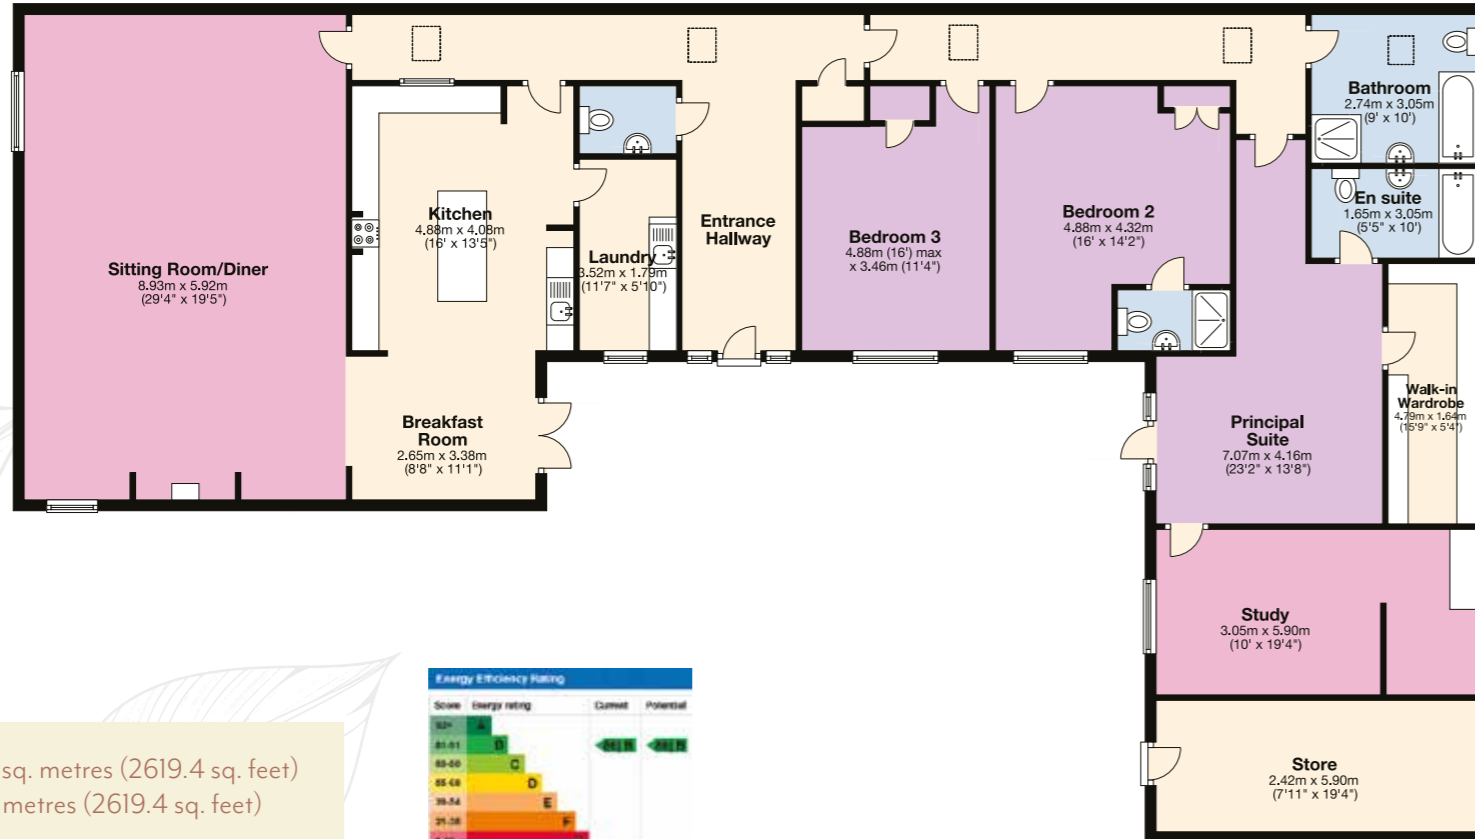 Sitting Room/Diner
8.93m x 5.92m
(29'4" x 19'5")
Kitchen
4.88m x 4.08m
(16' x 13'5")
Laundry
3.52m x 1.79m
(11'7" x 5'10")
Entrance
Hallway
Breakfast
Room
2.65m x 3.38m
(8'8" x 11'1")
Bedroom 3
4.88m (16') max
x 3.46m (11'4")
Bedroom 2
4.88m x 4.32m
(16' x 14'2")
Bathroom
2.74m x 3.05m
(9' x 10')
En suite
1.65m x 3.05m
(5'5" x 10')
Walk-in
Wardrobe
4.79m x 1.64m
(15'9" x 5'4")
Principal
Suite
7.07m x 4.16m
(23'2" x 13'8")
Study
3.05m x 5.90m
(10' x 19'4")
Store
2.42m x 5.90m
(7'11" x 19'4")
sq. metres (2619.4 sq. feet)
metres (2619.4 sq. feet)
Energy Efficiency Rating
Score Energy rating Current Potential
A
C
D
E
F